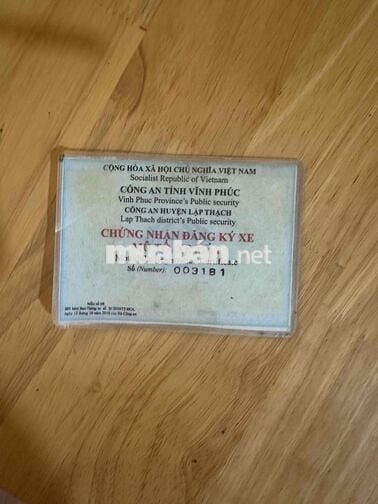 CỘNG HÒA XÃ HỘI CHỦ NGHĨA VIỆT NAM
Socialist Republic of Vietnam
CÔNG AN TỈNH VĨNH PHÚC
Vinh Phuc Province's Public security
CÔNG AN HUYỆN LẬP THẠCH
Lap Thach district's Public security
CHỨNG NHẬN ĐĂNG KÝ XE
muaban.net
Số (Number): 003181